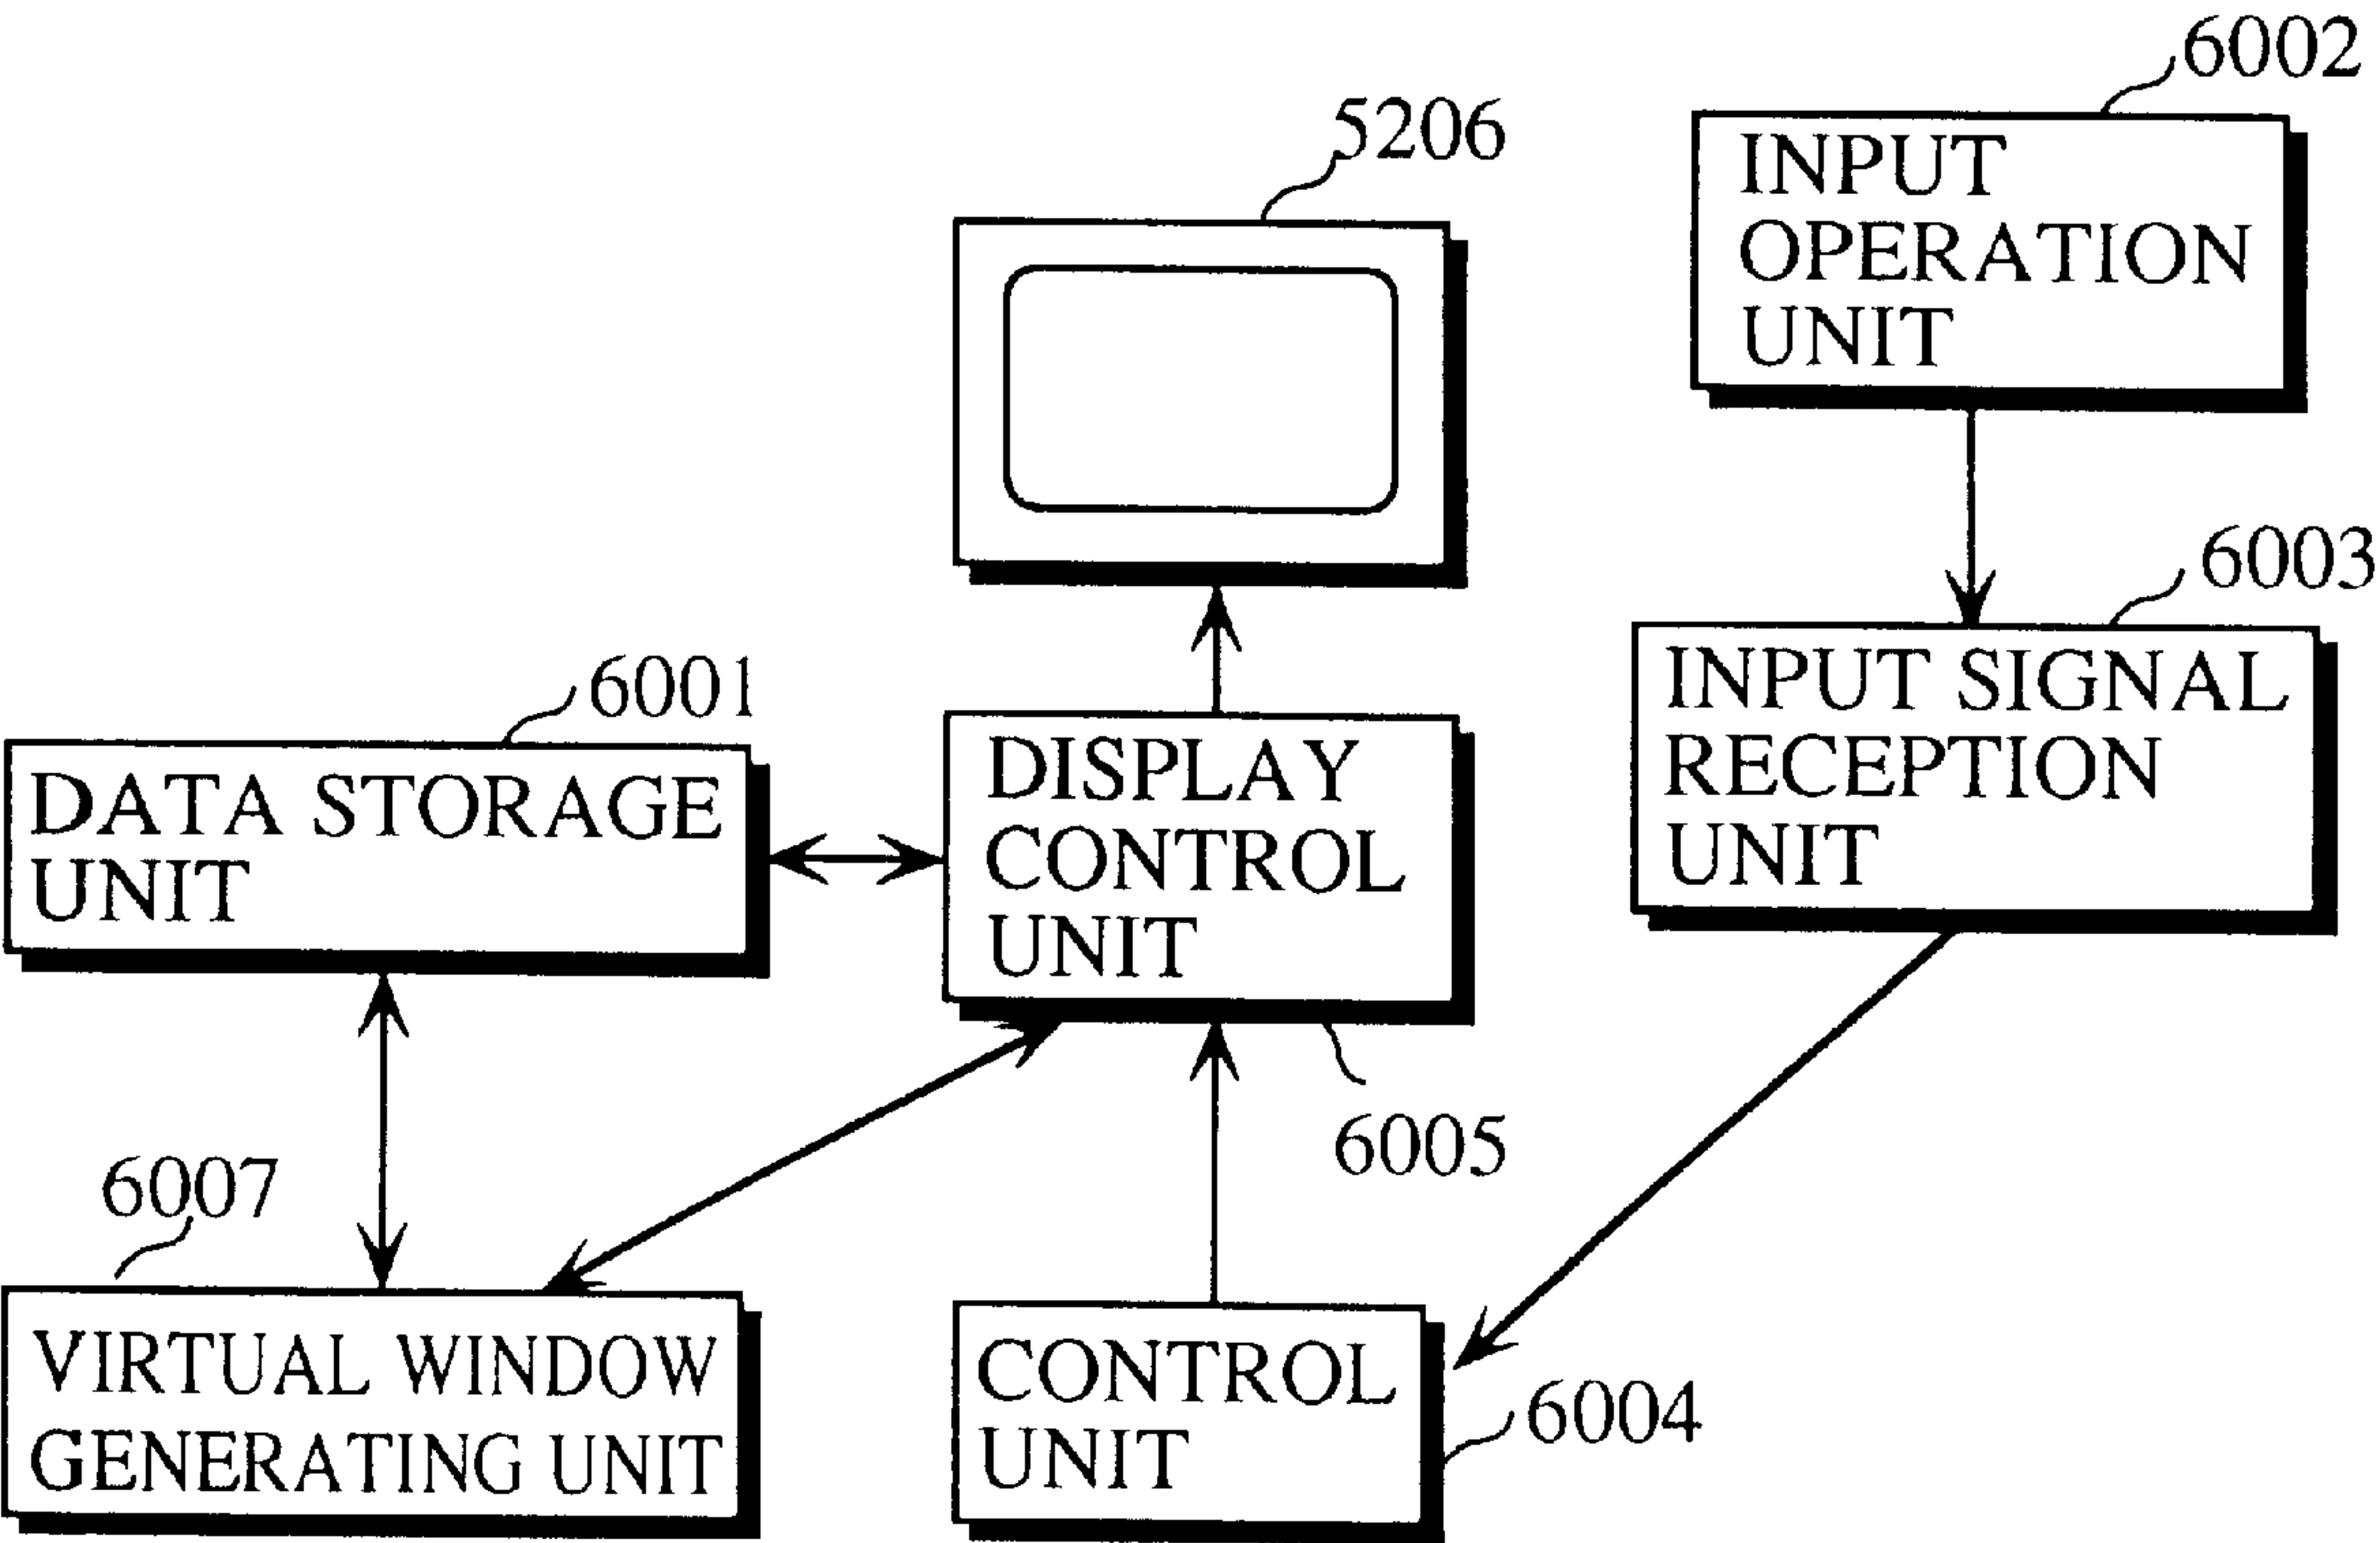 6002
5206
INPUT
OPERATION
UNIT
6003
6001
INPUT SIGNAL
RECEPTION
UNIT
DATA STORAGE
UNIT
DISPLAY
CONTROL
UNIT
6005
6007
VIRTUAL WINDOW
GENERATING UNIT
CONTROL
UNIT
6004